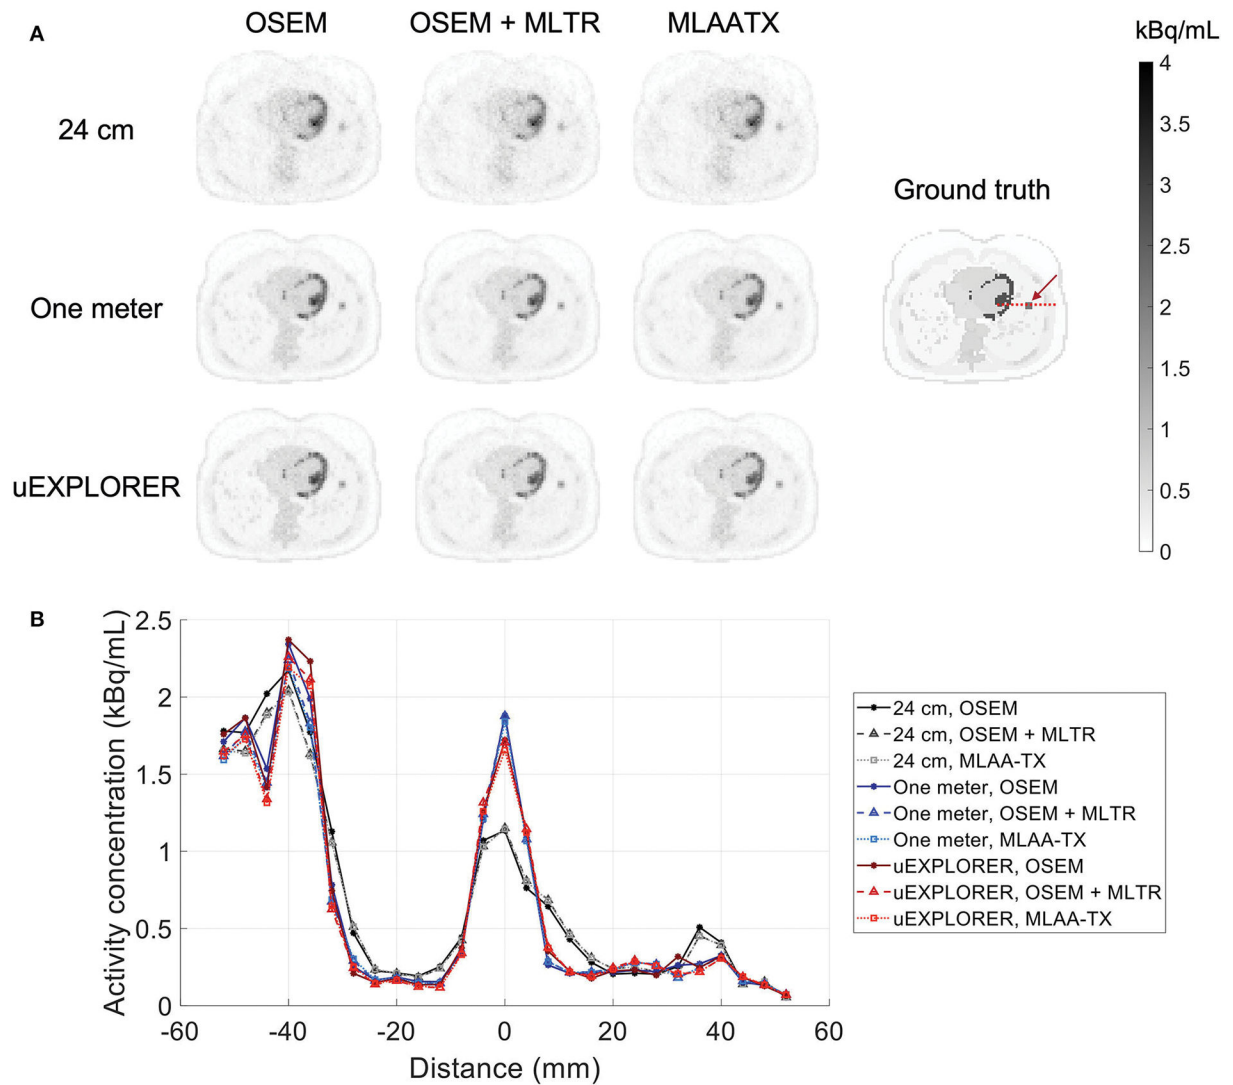 A
OSEM
OSEM + MLTR
MLAATX
kBq/mL
24 cm
One meter
uEXPLORER
Ground truth
4
3.5
3
2.5
2
1.5
1
0.5
0
B
Activity concentration (kBq/mL)
2.5
2
1.5
1
0.5
0
-60
-40
-20
0
20
40
60
Distance (mm)
24 cm, OSEM
24 cm, OSEM + MLTR
24 cm, MLAA-TX
One meter, OSEM
One meter, OSEM + MLTR
One meter, MLAA-TX
uEXPLORER, OSEM
uEXPLORER, OSEM + MLTR
uEXPLORER, MLAA-TX